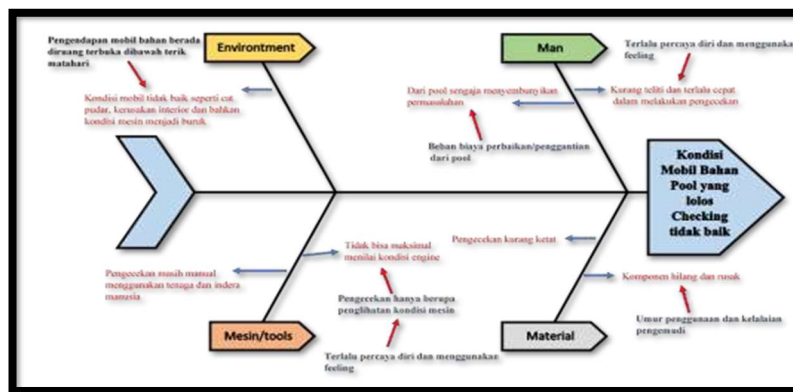 Pengendapan mobil bahan berada
diruang terbuka dibawah terik
matahari
Environtment
Kondisi mobil tidak baik seperti cat
pudar, kerusakan interior dan bahkan
kondisi mesin menjadi buruk
Man
Terlalu percaya diri dan menggunakan
feeling
Dari pool sengaja menyembunyikan
permasalahan
Kurang teliti dan terlalu cepat
dalam melakukan pengecekan
Beban biaya perbaikan/penggantian
dari pool
Kondisi
Mobil Bahan
Pool yang
lolos
Checking
tidak baik
Pengecekan masih manual
menggunakan tenaga dan indera
manusia
Tidak bisa maksimal
menilai kondisi engine
Pengecekan hanya berupa
penglihatan kondisi mesin
Mesin/tools
Terlalu percaya diri dan menggunakan
feeling
Pengecekan kurang ketat
Komponen hilang dan rusak
Umur penggunaan dan kelalaian
pengemudi
Material